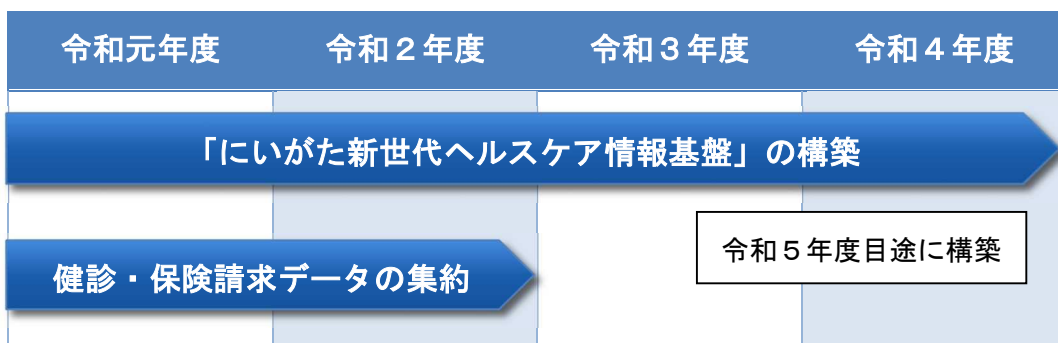 令和元年度 令和２年度 令和３年度 令和４年度
「にいがた新世代ヘルスケア情報基盤」の構築
令和５年度目途に構築
健診・保険請求データの集約